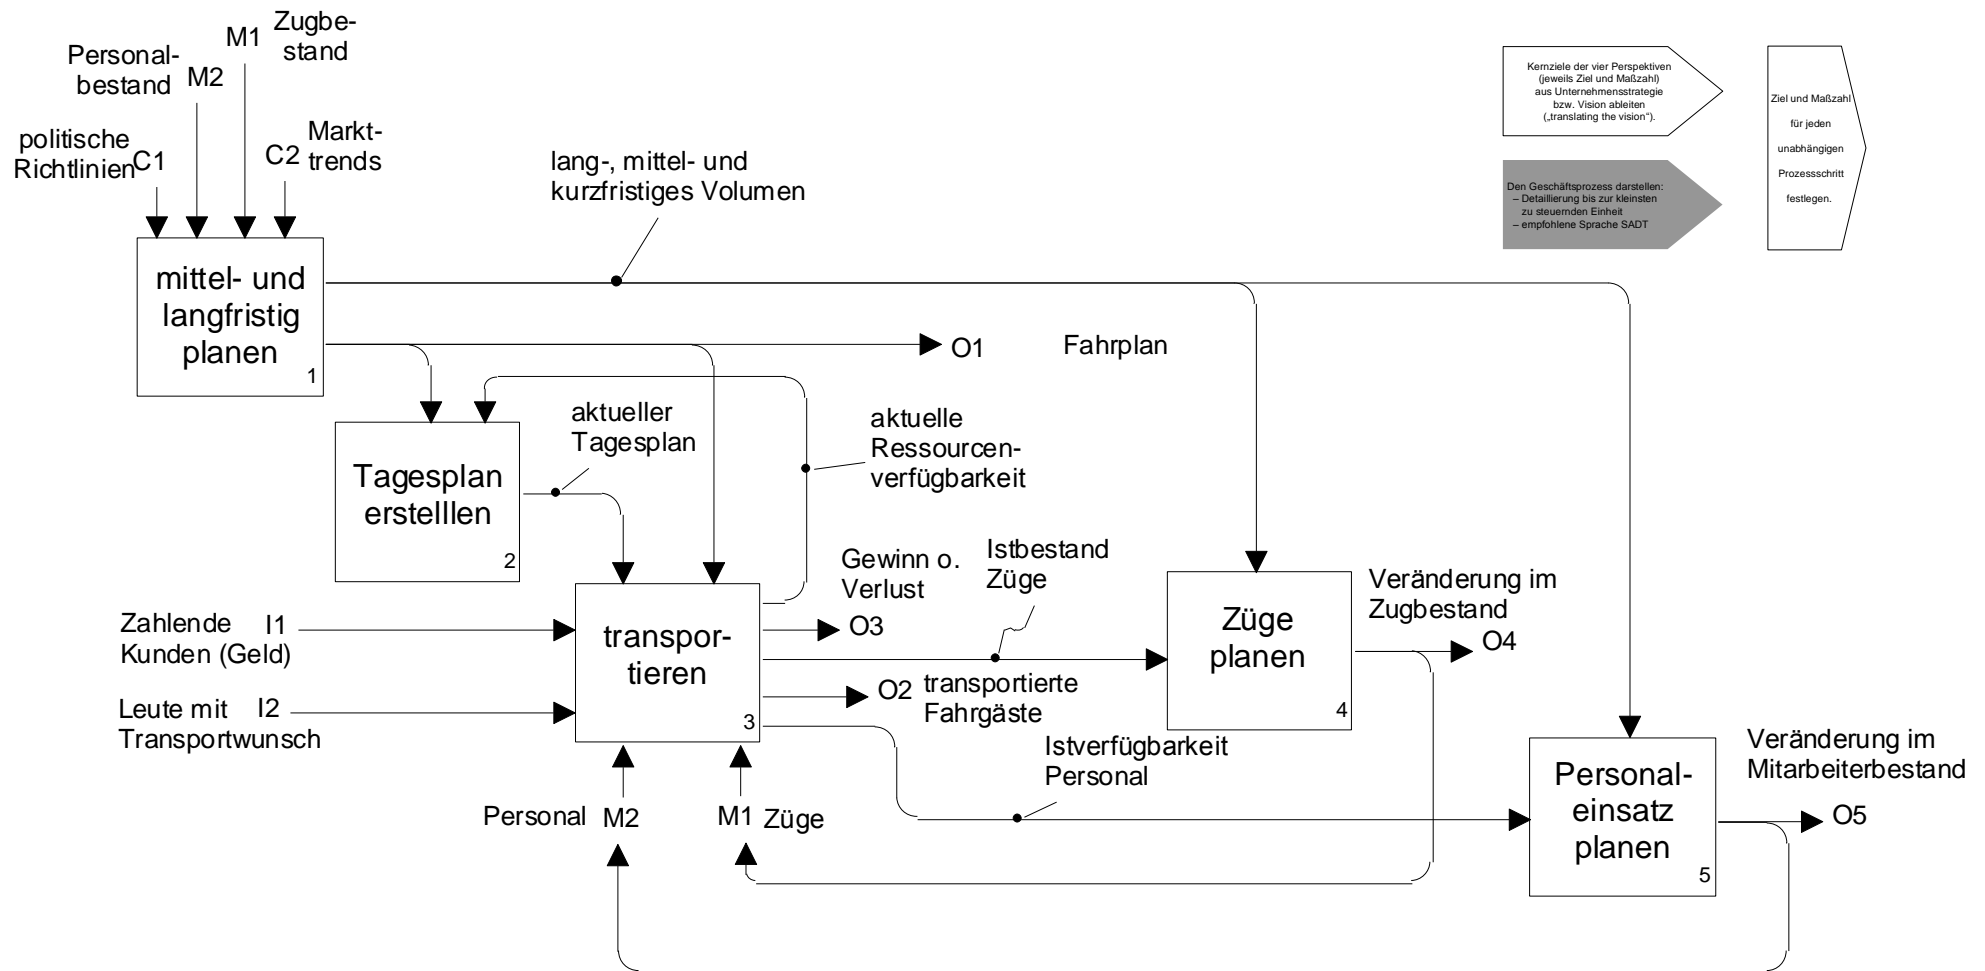 Zugbe-
stand
M1
Personal-
bestand
M2
politische
Richtlinien
C1
C2
Markt-
trends
lang-, mittel- und
kurzfristiges Volumen
Kernziele der vier Perspektiven
(jeweils Ziel und Maßzahl)
aus Unternehmensstrategie
bzw. Vision ableiten
(„translating the vision“).
Ziel und Maßzahl
für jeden
unabhängigen
Prozessschritt
festlegen.
Den Geschäftsprozess darstellen:
– Detaillierung bis zur kleinsten
zu steuernden Einheit
– empfohlene Sprache SADT
mittel- und
langfristig
planen
1
O1
Fahrplan
aktueller
Tagesplan
aktuelle
Ressourcen-
verfügbarkeit
Tagesplan
erstelllen
2
Gewinn o.
Verlust
O3
Istbestand
Züge
Züge
planen
4
Veränderung im
Zugbestand
O4
Zahlende
Kunden (Geld)
I1
transpor-
tieren
3
Leute mit
Transportwunsch
I2
O2
transportierte
Fahrgäste
Istverfügbarkeit
Personal
Personal-
einsatz
planen
5
Veränderung im
Mitarbeiterbestand
O5
Personal
M2
M1
Züge